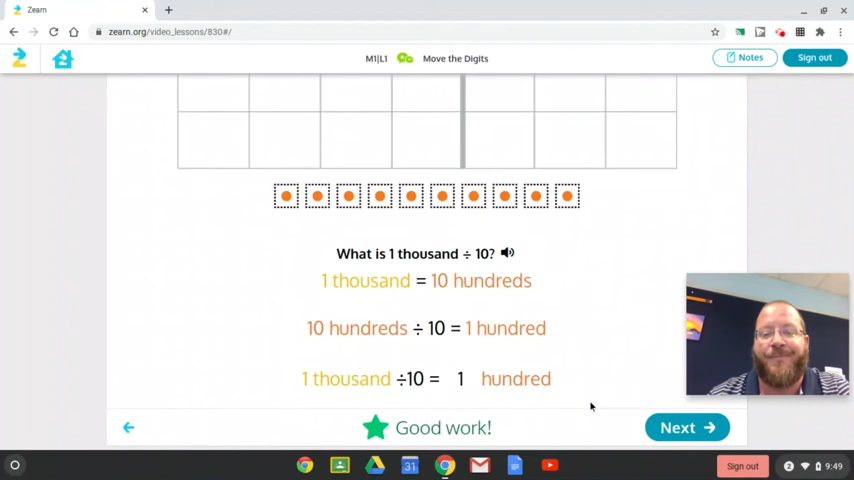 Zearn
zearn.org/video_lessons/830#/
M1|L1 Move the Digits
Notes
Sign out
What is 1 thousand ÷ 10?
1 thousand = 10 hundreds
10 hundreds ÷ 10 = 1 hundred
1 thousand ÷10 = 1 hundred
Good work!
Next
31
Sign out
2
9:49